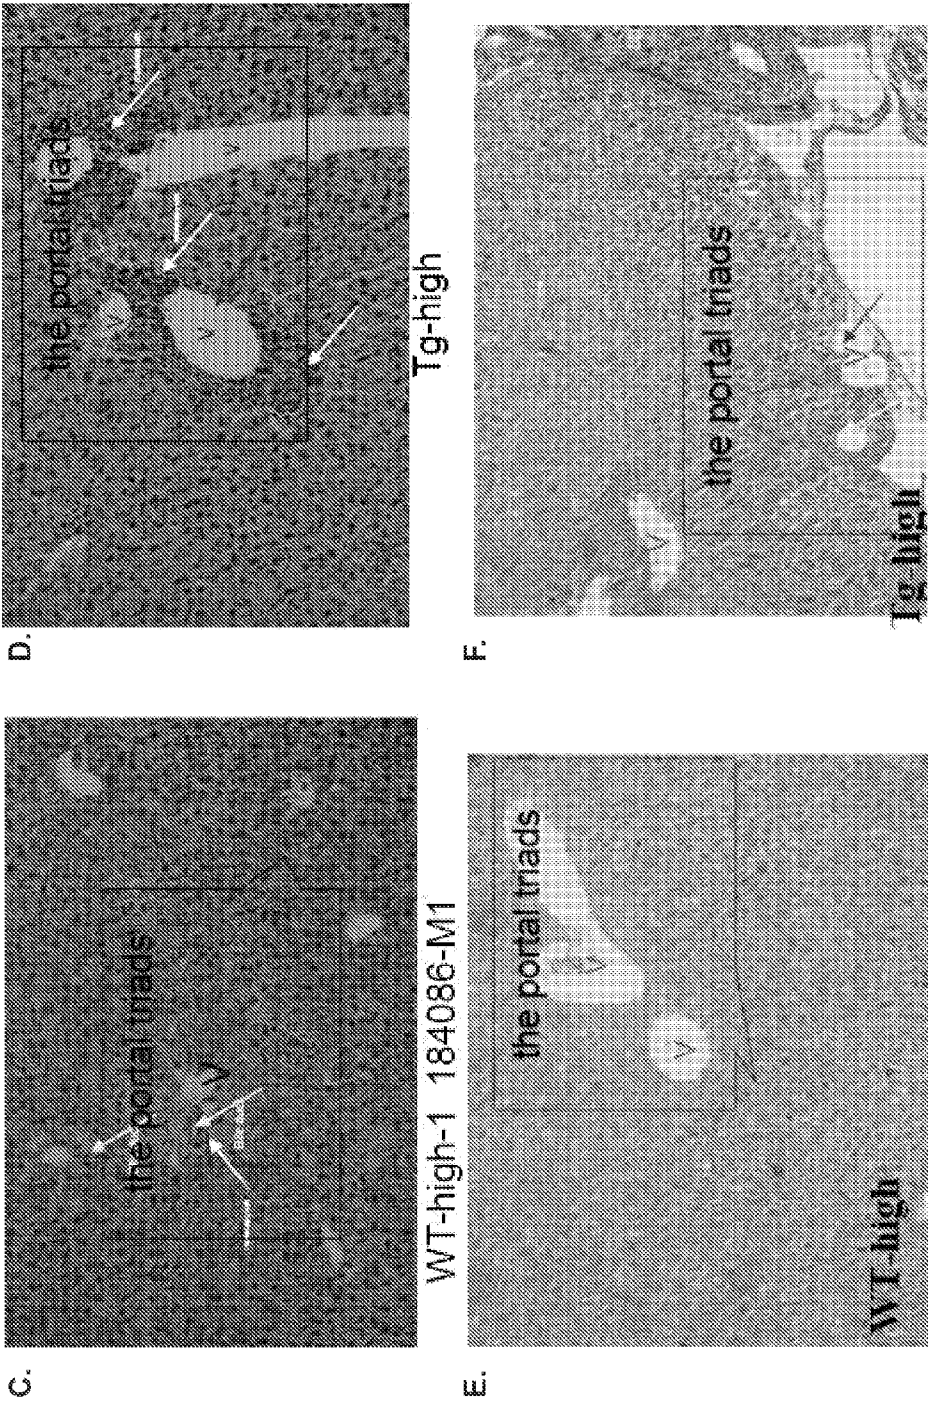 C.
the portal triads
V
WT-high-1 184086-M1
D.
the portal triads
V
V
V
Tg-high
E.
the portal triads
V
V
WT-high
F.
the portal triads
V
V
Tg-high